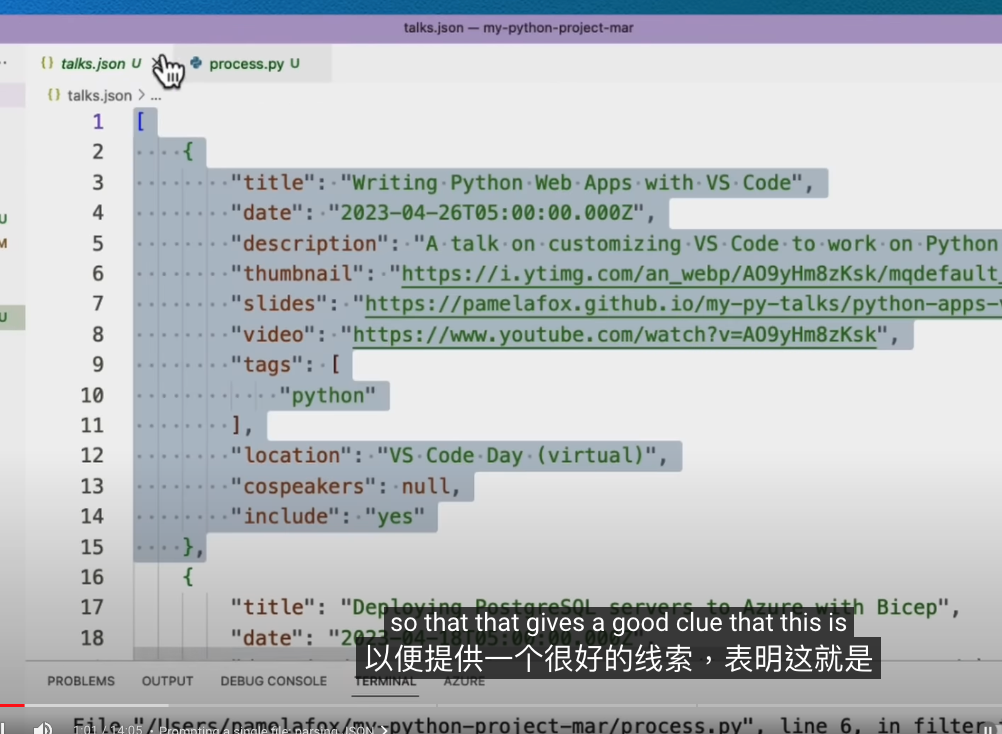 talks.json — my-python-project-mar
{} talks.json U
process.py U
{} talks.json > ...
1 [
2 {
3 "title": "Writing Python Web Apps with VS Code",
4 "date": "2023-04-26T05:00:00.000Z",
5 "description": "A talk on customizing VS Code to work on Python
6 "thumbnail": "https://i.ytimg.com/an_webp/AO9yHm8zKsk/mqdefault_
7 "slides": "https://pamelafox.github.io/my-py-talks/python-apps-
8 "video": "https://www.youtube.com/watch?v=AO9yHm8zKsk",
9 "tags": [
10 "python"
11 ],
12 "location": "VS Code Day (virtual)",
13 "cospeakers": null,
14 "include": "yes"
15 },
16 {
17 "title": "Deploying PostgreSQL servers to Azure with Bicep",
18 "date": "2023-04-18T05:00:00.000Z",
so that that gives a good clue that this is
以便提供一个很好的线索，表明这就是
U
M
U
PROBLEMS OUTPUT DEBUG CONSOLE TERMINAL AZURE
File "/Users/pamelafox/my-python-project-mar/process.py", line 6, in filter
1:01 / 14:05 • Prompting a single file: parsing JSON >